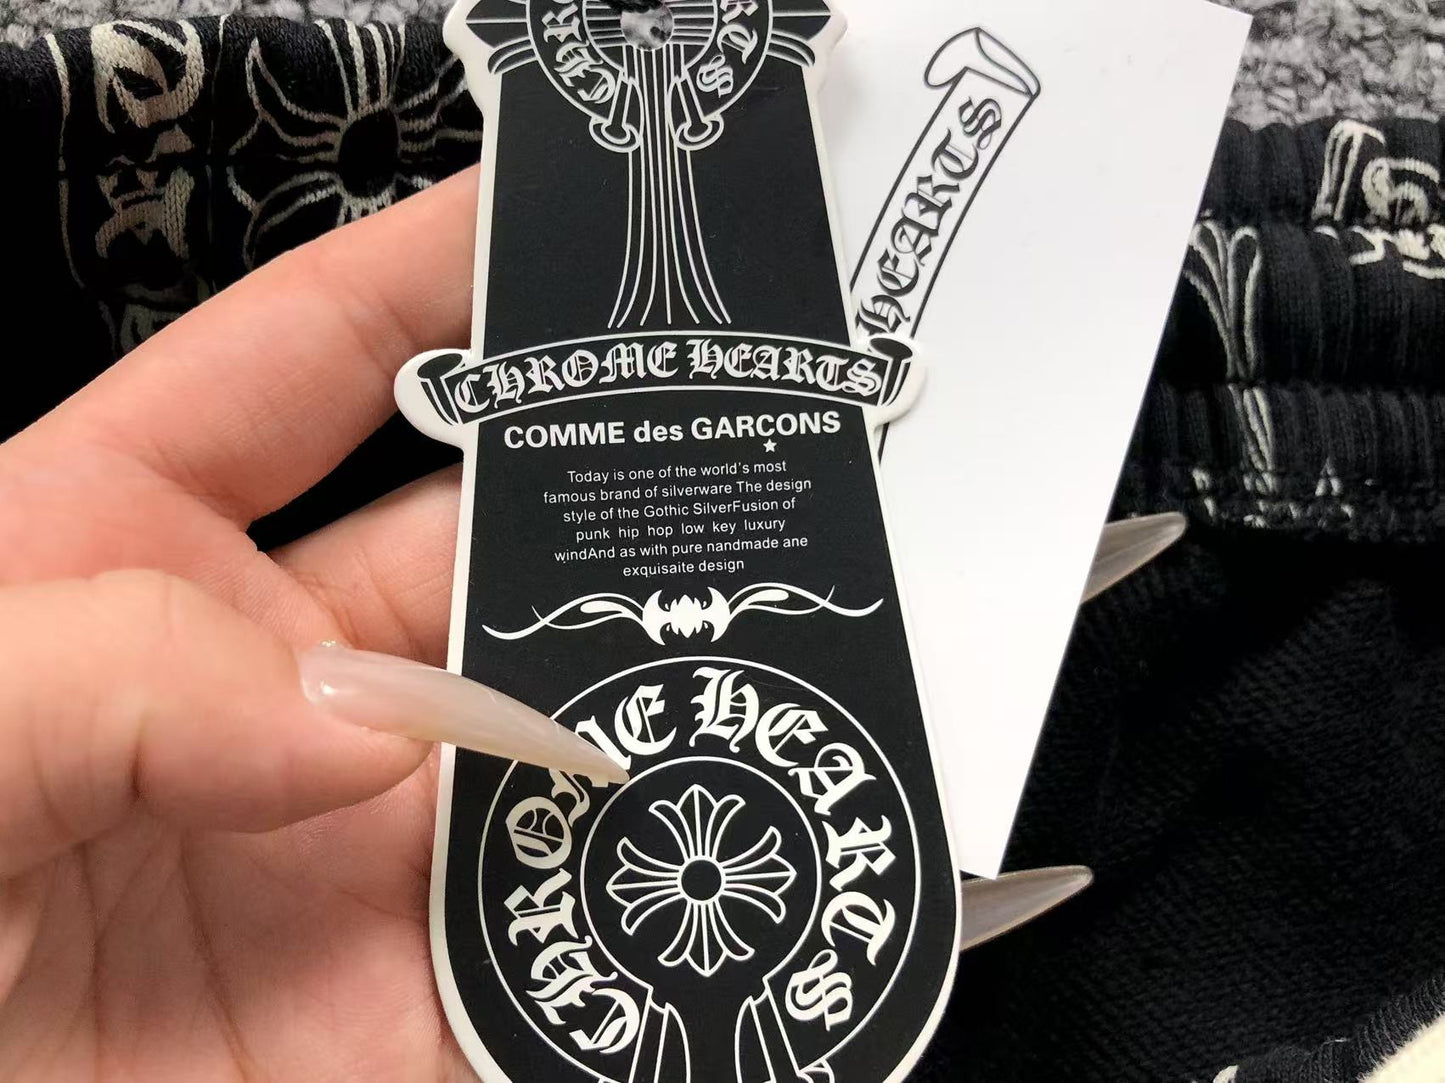 CHROME HEARTS
HEARTS
CHROME HEARTS
COMME des GARÇONS
Today is one of the world's most
famous brand of silverware The design
style of the Gothic SilverFusion of
punk hip hop low key luxury
windAnd as with pure nandmade ane
exquisaite design
CHROME HEARTS